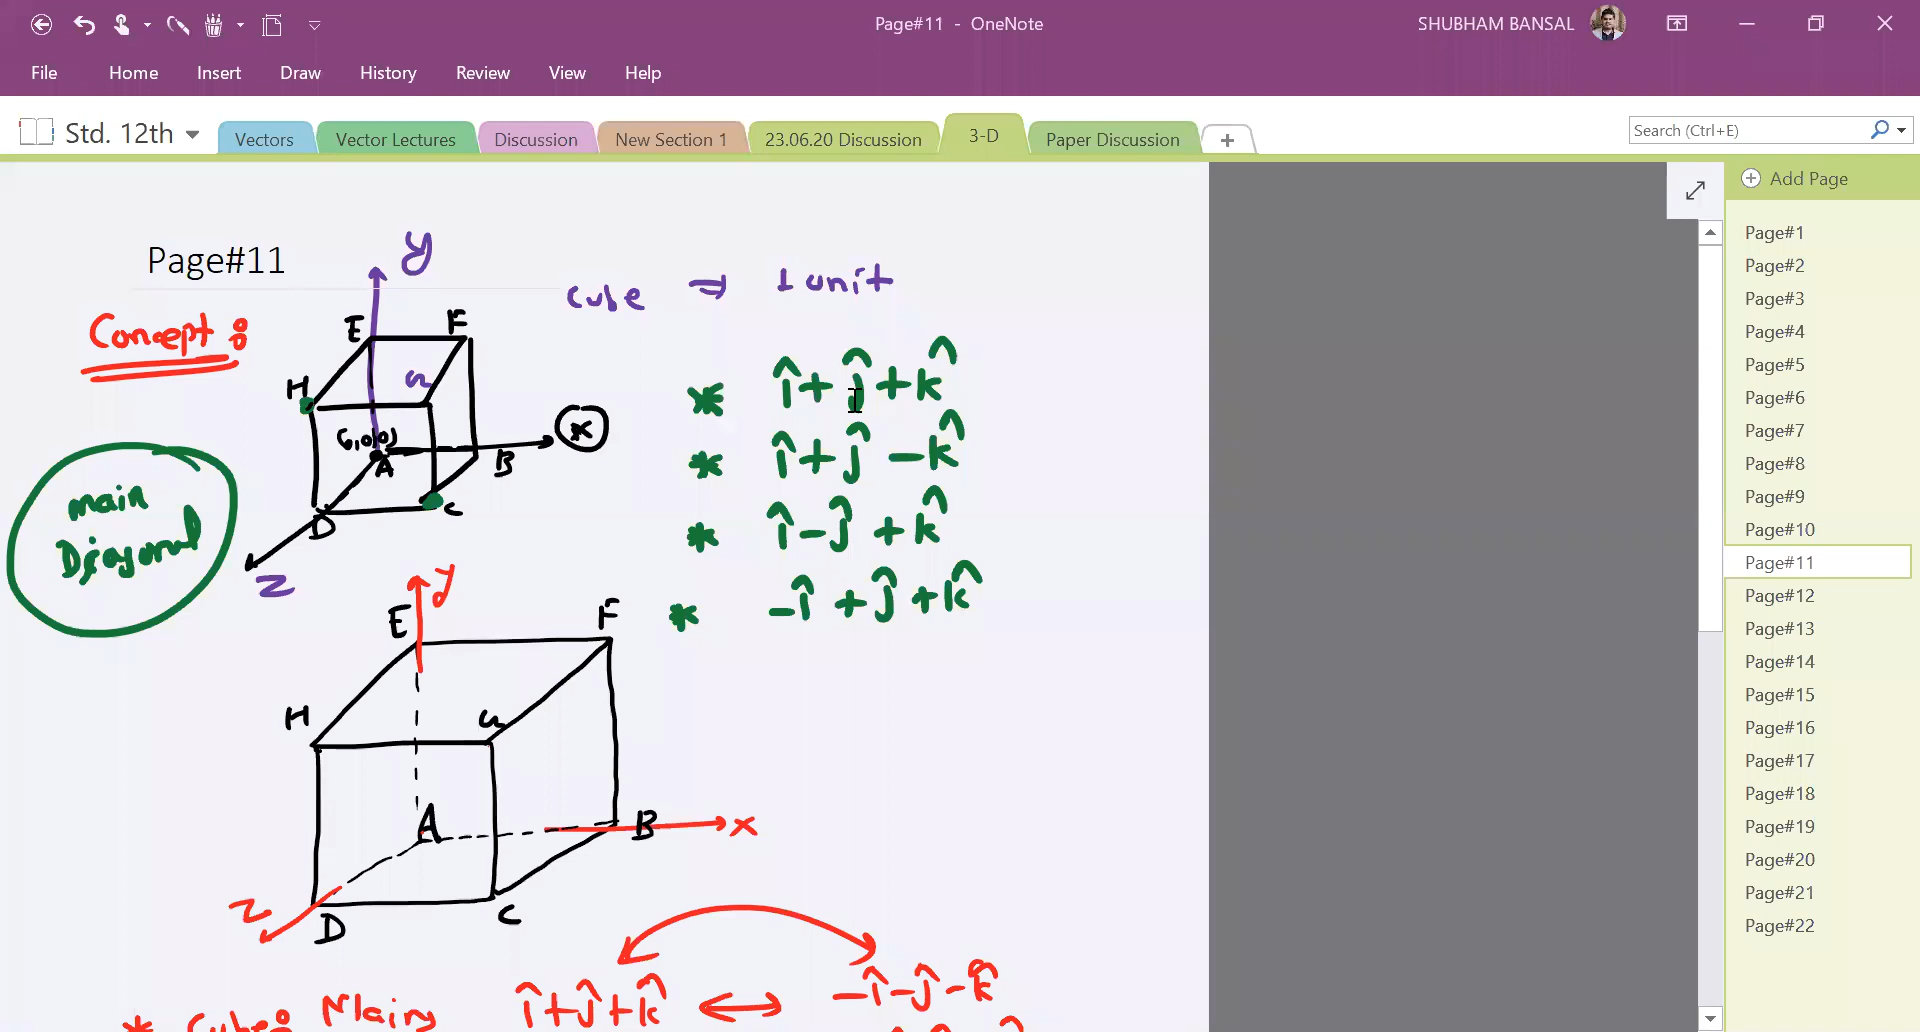 Page#11 - OneNote
SHUBHAM BANSAL
File Home Insert Draw History Review View Help
Std. 12th
Vectors
Vector Lectures
Discussion
New Section 1
23.06.20 Discussion
3-D
Paper Discussion
+
Search (Ctrl+E)
Add Page
Page#1
Page#2
Page#3
Page#4
Page#5
Page#6
Page#7
Page#8
Page#9
Page#10
Page#11
Page#12
Page#13
Page#14
Page#15
Page#16
Page#17
Page#18
Page#19
Page#20
Page#21
Page#22
Page#11
Concept :
cube ⇒ 1 unit
y
E F
H G
(0,0,0)
A B x
D C
z
main
Diagonal
* î + ĵ + k̂
* î + ĵ - k̂
* î - ĵ + k̂
* -î + ĵ + k̂
y
E F
H G
A B x
z
D C
* Cube: Main
î + ĵ + k̂ ↔ -î - ĵ - k̂